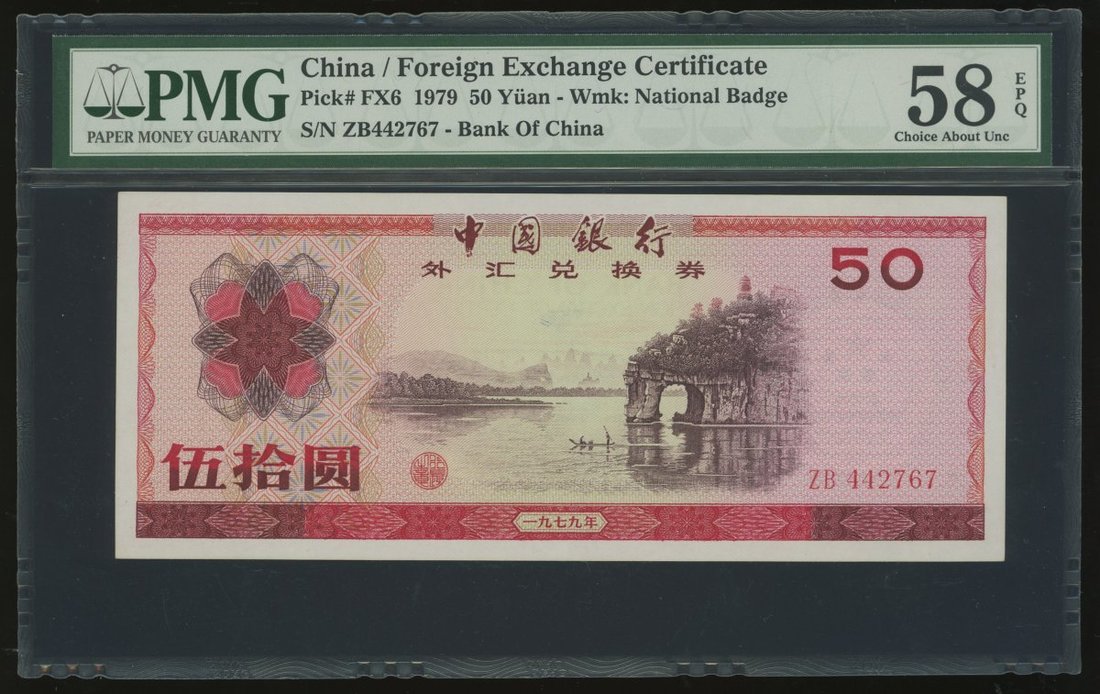 PMG
PAPER MONEY GUARANTY
China / Foreign Exchange Certificate
Pick# FX6 1979 50 Yüan - Wmk: National Badge
S/N ZB442767 - Bank Of China
58
EPQ
Choice About Unc
中國銀行
外汇兑换券
50
伍拾圆
ZB 442767
一九七九年